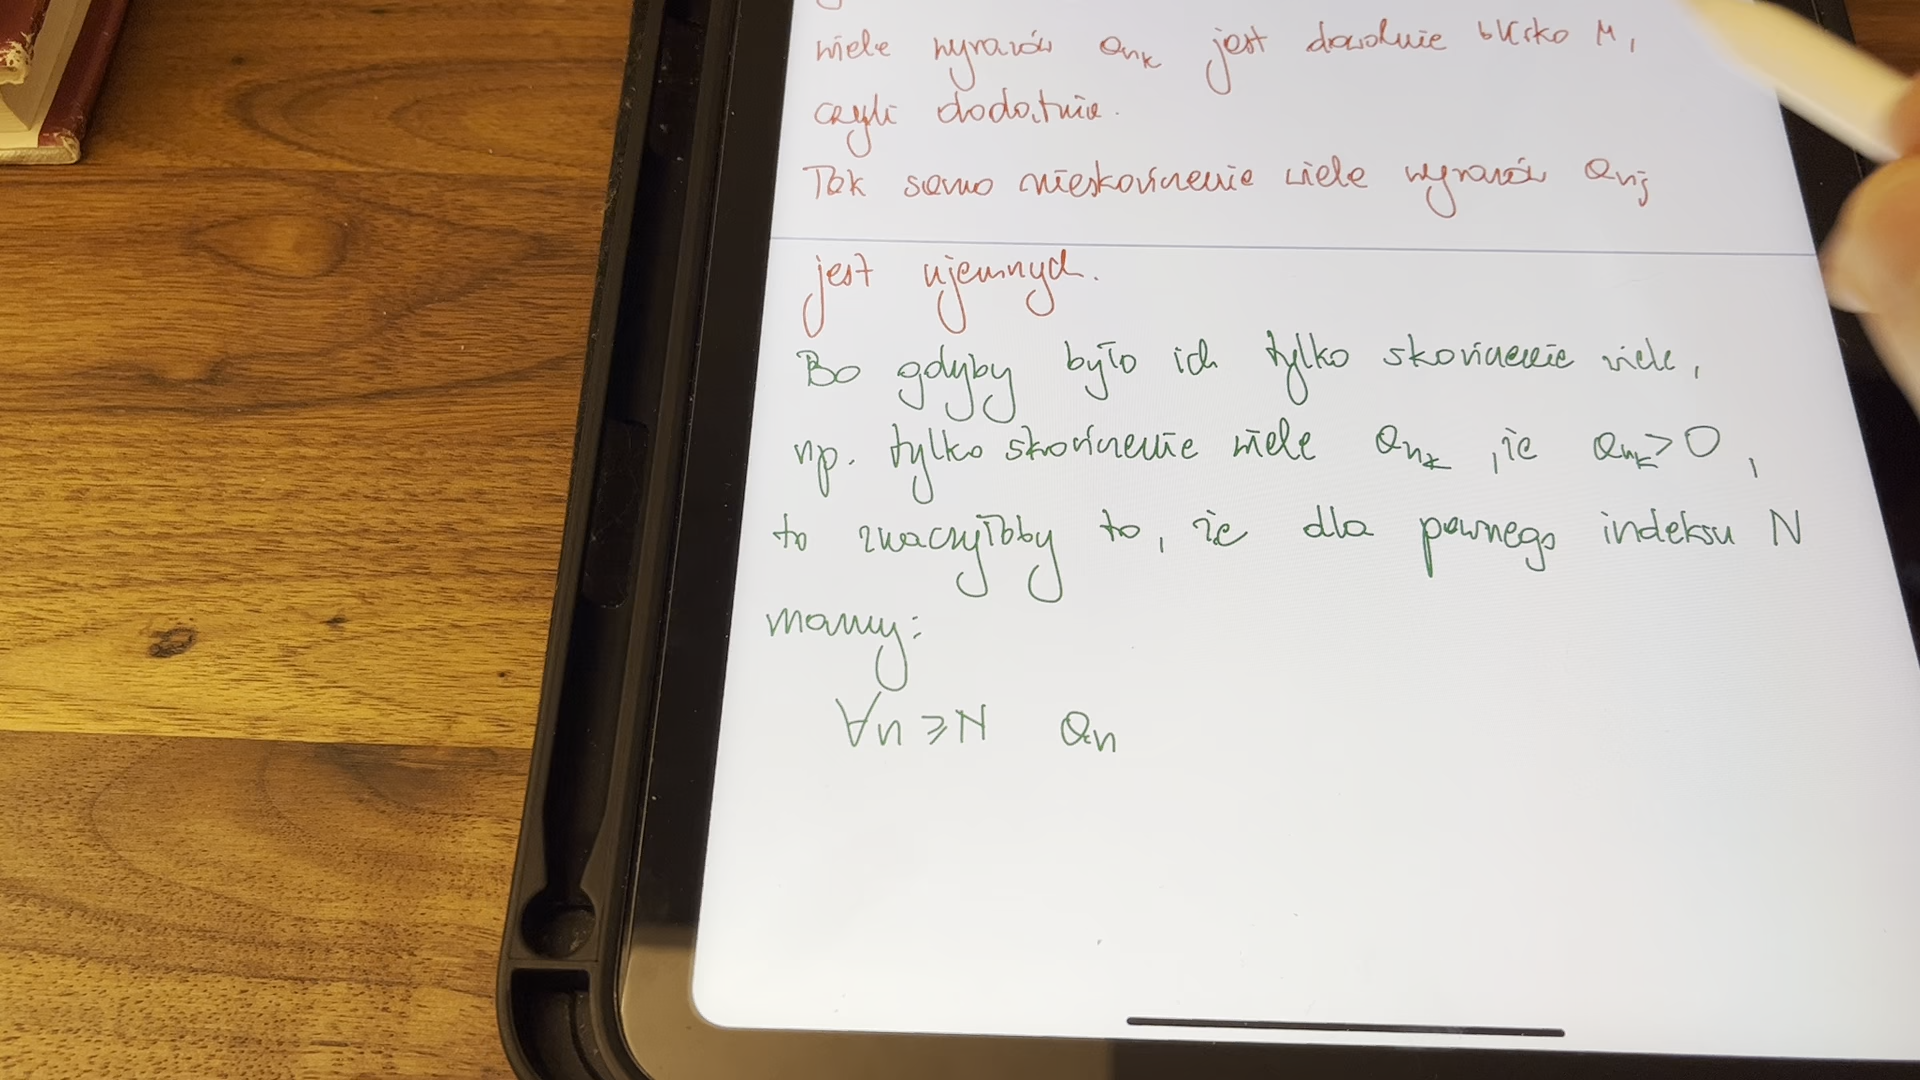 wiele wyrazów a_{n_k} jest dowolnie blisko M,
czyli dodatnia.
Tak samo nieskończenie wiele wyrazów a_{n_j}
jest ujemnych.
Bo gdyby było ich tylko skończenie wiele,
np. tylko skończenie wiele a_{n_k}, że a_{n_k}>0,
to znaczyłoby to, że dla pewnego indeksu N
mamy:
∀n⩾N a_n